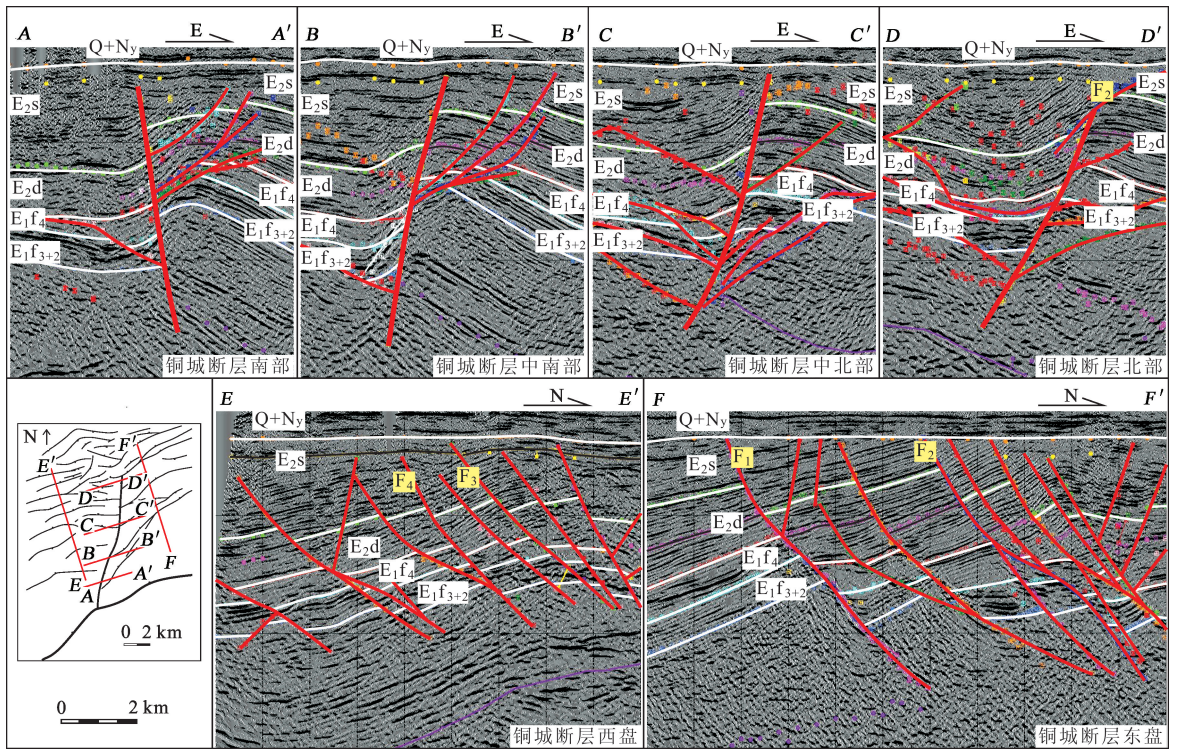 A E A′
Q+Ny
E₂s
E₂s
E₂d
E₂d
E₁f₄
E₁f₄
E₁f₃₊₂
E₁f₃₊₂
铜城断层南部
B E B′
Q+Ny
E₂s
E₂s
E₂d
E₂d
E₁f₄
E₁f₄
E₁f₃₊₂
E₁f₃₊₂
铜城断层中南部
C E C′
Q+Ny
E₂s
E₂s
E₂d
E₂d
E₁f₄
E₁f₄
E₁f₃₊₂
E₁f₃₊₂
铜城断层中北部
D E D′
Q+Ny
F₂
E₂s
E₂s
E₂d
E₂d
E₁f₄
E₁f₄
E₁f₃₊₂
E₁f₃₊₂
铜城断层北部
N
F′
E′
D D′
C C′
B B′
E F
A A′
0 2 km
0 2 km
E N E′
Q+Ny
E₂s
F₄ F₃
E₂d
E₁f₄
E₁f₃₊₂
铜城断层西盘
F N F′
Q+Ny
E₂s
F₁ F₂
E₂d
E₁f₄
E₁f₃₊₂
铜城断层东盘